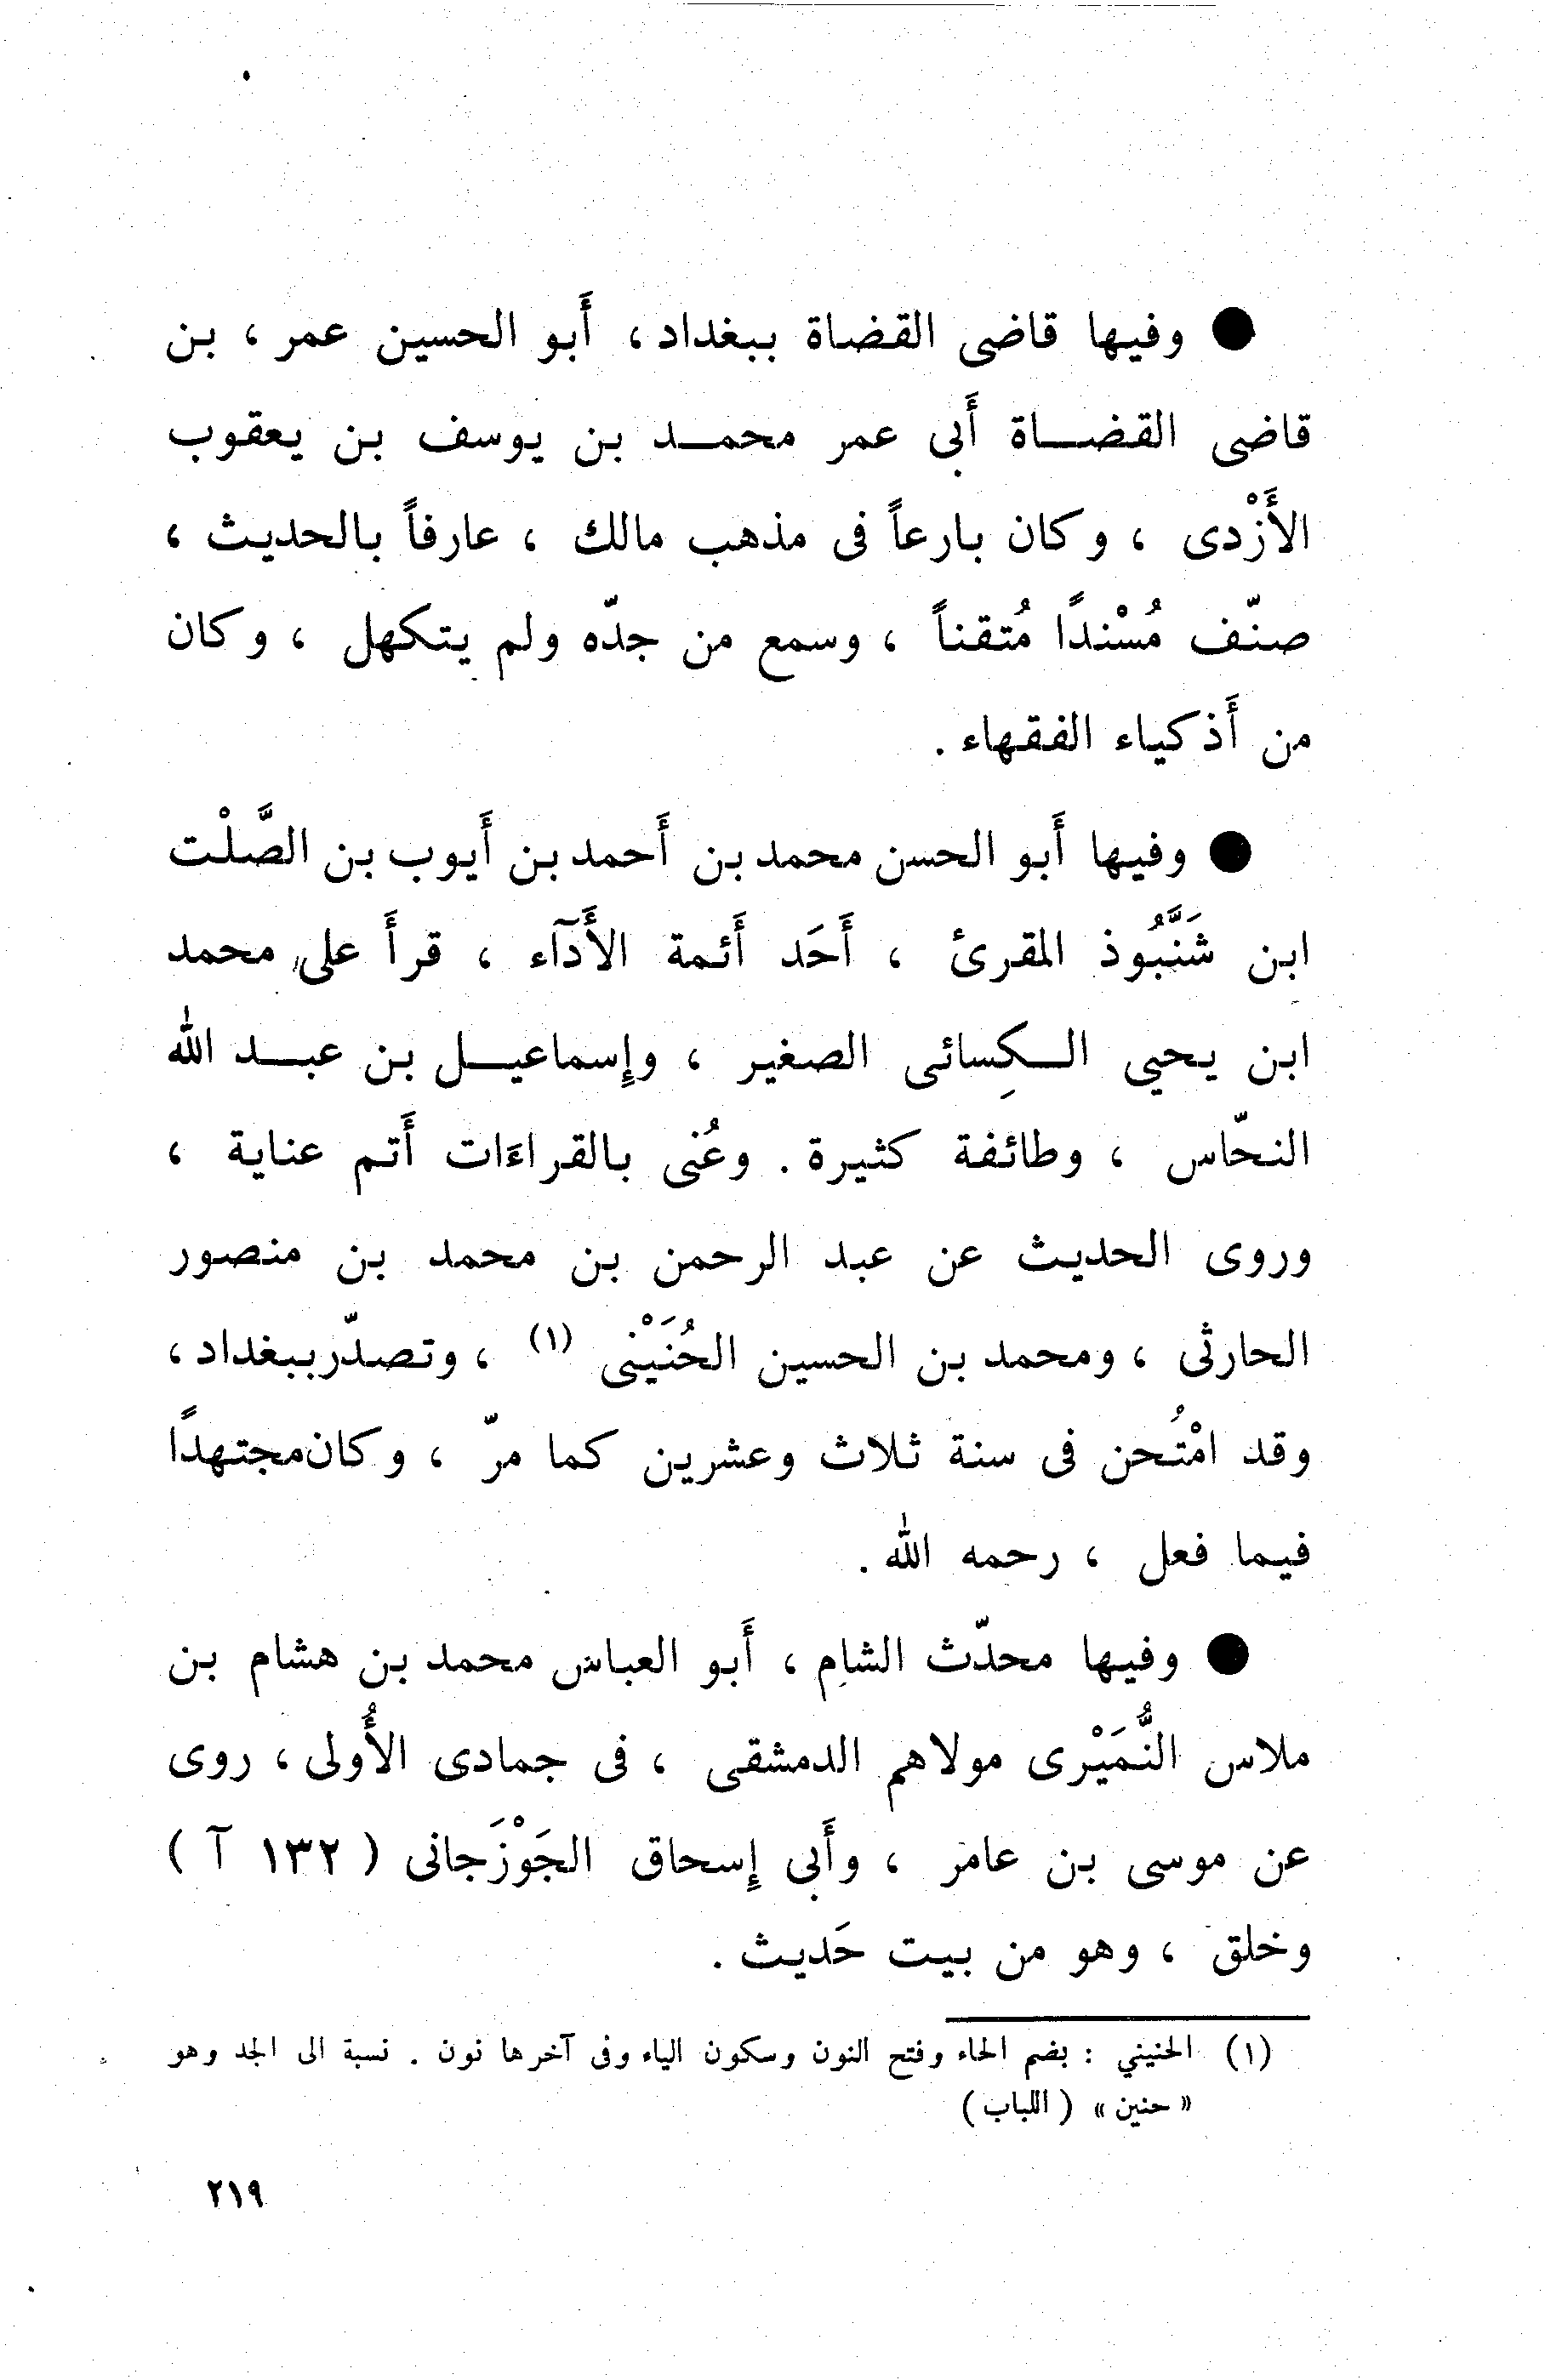 ● وفيها قاضى القضاة ببغداد ، أَبو الحسين عمر ، بن
قاضى القضاة أَبى عمر محمد بن يوسف بن يعقوب
الأَزْدى ، وكان بارعاً فى مذهب مالك ، عارفاً بالحديث ،
صنّف مُسْنداً مُتقناً ، وسمع من جدّه ولم يتكهل ، وكان
من أَذكياء الفقهاء .
● وفيها أَبو الحسن محمد بن أَحمد بن أَيوب بن الصَّلْت
ابن شَنَّبُوذ المقرئ ، أَحَد أَئمة الأَدآء ، قرأَ على محمد
ابن يحيى الكِسائى الصغير ، وإسماعيل بن عبد الله
النحّاس ، وطائفة كثيرة . وعُنى بالقراءَات أَتم عناية ،
وروى الحديث عن عبد الرحمن بن محمد بن منصور
الحارثى ، ومحمد بن الحسين الحُنَيْنى (١) ، وتصدّر ببغداد ،
وقد امْتُحن فى سنة ثلاث وعشرين كما مرّ ، وكان مجتهداً
فيما فعل ، رحمه الله .
● وفيها محدّث الشام ، أَبو العباس محمد بن هشام بن
ملاس النُّمَيْرى مولاهم الدمشقى ، فى جمادى الأُولى ، روى
عن موسى بن عامر ، وأَبى إسحاق الجَوْزَجانى ( ١٣٢ آ )
وخلق ، وهو من بيت حَديث .
(١) الحنيني : بضم الحاء وفتح النون وسكون الياء وفى آخرها نون . نسبة الى الجد وهو
« حنين » ( اللباب )
٢١٩